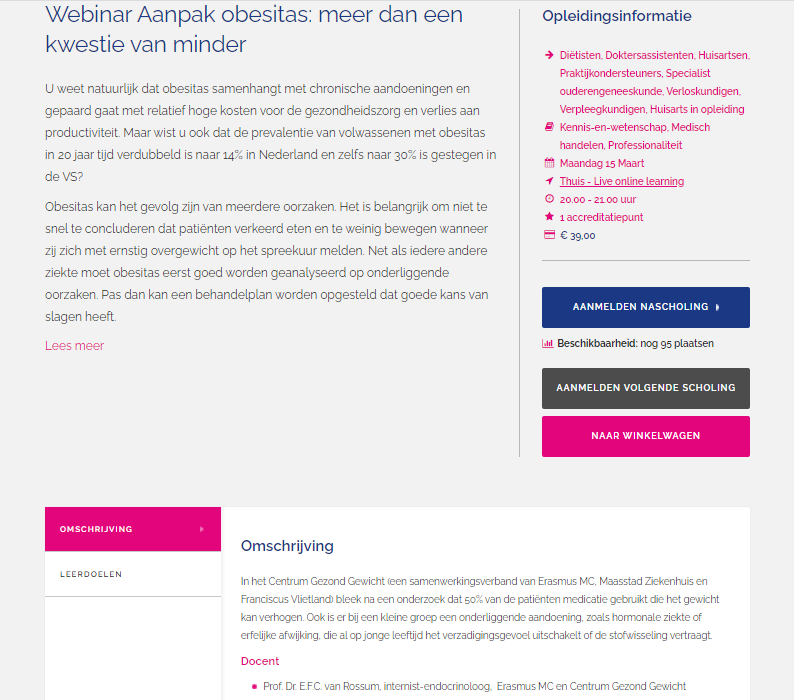 Webinar Aanpak obesitas: meer dan een
kwestie van minder
U weet natuurlijk dat obesitas samenhangt met chronische aandoeningen en
gepaard gaat met relatief hoge kosten voor de gezondheidszorg en verlies aan
productiviteit. Maar wist u ook dat de prevalentie van volwassenen met obesitas
in 20 jaar tijd verdubbeld is naar 14% in Nederland en zelfs naar 30% is gestegen in
de VS?
Obesitas kan het gevolg zijn van meerdere oorzaken. Het is belangrijk om niet te
snel te concluderen dat patiënten verkeerd eten en te weinig bewegen wanneer
zij zich met ernstig overgewicht op het spreekuur melden. Net als iedere andere
ziekte moet obesitas eerst goed worden geanalyseerd op onderliggende
oorzaken. Pas dan kan een behandelplan worden opgesteld dat goede kans van
slagen heeft.
Lees meer
Opleidingsinformatie
Diëtisten, Doktersassistenten, Huisartsen,
Praktijkondersteuners, Specialist
ouderengeneeskunde, Verloskundigen,
Verpleegkundigen, Huisarts in opleiding
Kennis-en-wetenschap, Medisch
handelen, Professionaliteit
Maandag 15 Maart
Thuis - Live online learning
20.00 - 21.00 uur
1 accreditatiepunt
€ 39,00
AANMELDEN NASCHOLING
Beschikbaarheid: nog 95 plaatsen
AANMELDEN VOLGENDE SCHOLING
NAAR WINKELWAGEN
OMSCHRIJVING
LEERDOELEN
Omschrijving
In het Centrum Gezond Gewicht (een samenwerkingsverband van Erasmus MC, Maasstad Ziekenhuis en
Franciscus Vlietland) bleek na een onderzoek dat 50% van de patiënten medicatie gebruikt die het gewicht
kan verhogen. Ook is er bij een kleine groep een onderliggende aandoening, zoals hormonale ziekte of
erfelijke afwijking, die al op jonge leeftijd het verzadigingsgevoel uitschakelt of de stofwisseling vertraagt.
Docent
Prof. Dr. E.F.C. van Rossum, internist-endocrinoloog, Erasmus MC en Centrum Gezond Gewicht